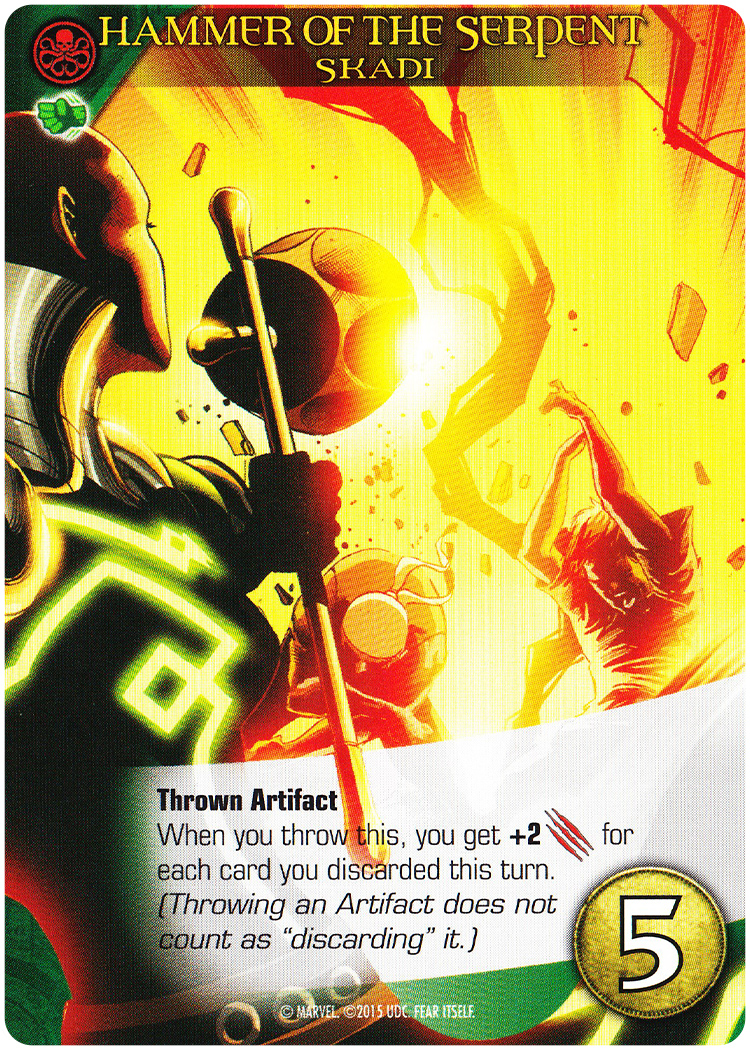 HAMMER OF THE SERPENT
SKADI
Thrown Artifact
When you throw this, you get +2 for
each card you discarded this turn.
(Throwing an Artifact does not
count as “discarding” it.)
5
© MARVEL. ©2015 UDC. FEAR ITSELF.